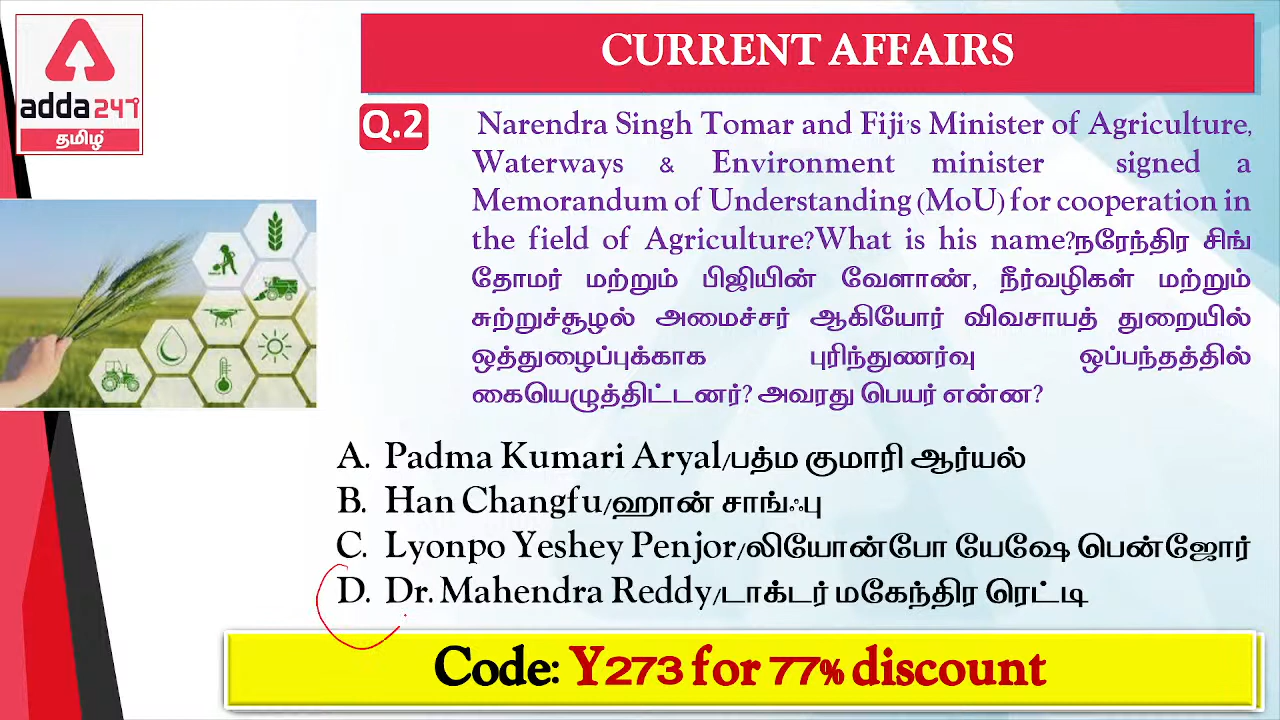 adda247
தமிழ்
CURRENT AFFAIRS
Q.2
Narendra Singh Tomar and Fiji's Minister of Agriculture,
Waterways & Environment minister signed a
Memorandum of Understanding (MoU) for cooperation in
the field of Agriculture?What is his name?நரேந்திர சிங்
தோமர் மற்றும் பிஜியின் வேளாண், நீர்வழிகள் மற்றும்
சுற்றுச்சூழல் அமைச்சர் ஆகியோர் விவசாயத் துறையில்
ஒத்துழைப்புக்காக புரிந்துணர்வு ஒப்பந்தத்தில்
கையெழுத்திட்டனர்? அவரது பெயர் என்ன?
A. Padma Kumari Aryal/பத்ம குமாரி ஆர்யல்
B. Han Changfu/ஹான் சாங்ஃபு
C. Lyonpo Yeshey Penjor/லியோன்போ யேஷே பென்ஜோர்
D. Dr. Mahendra Reddy/டாக்டர் மகேந்திர ரெட்டி
Code: Y273 for 77% discount